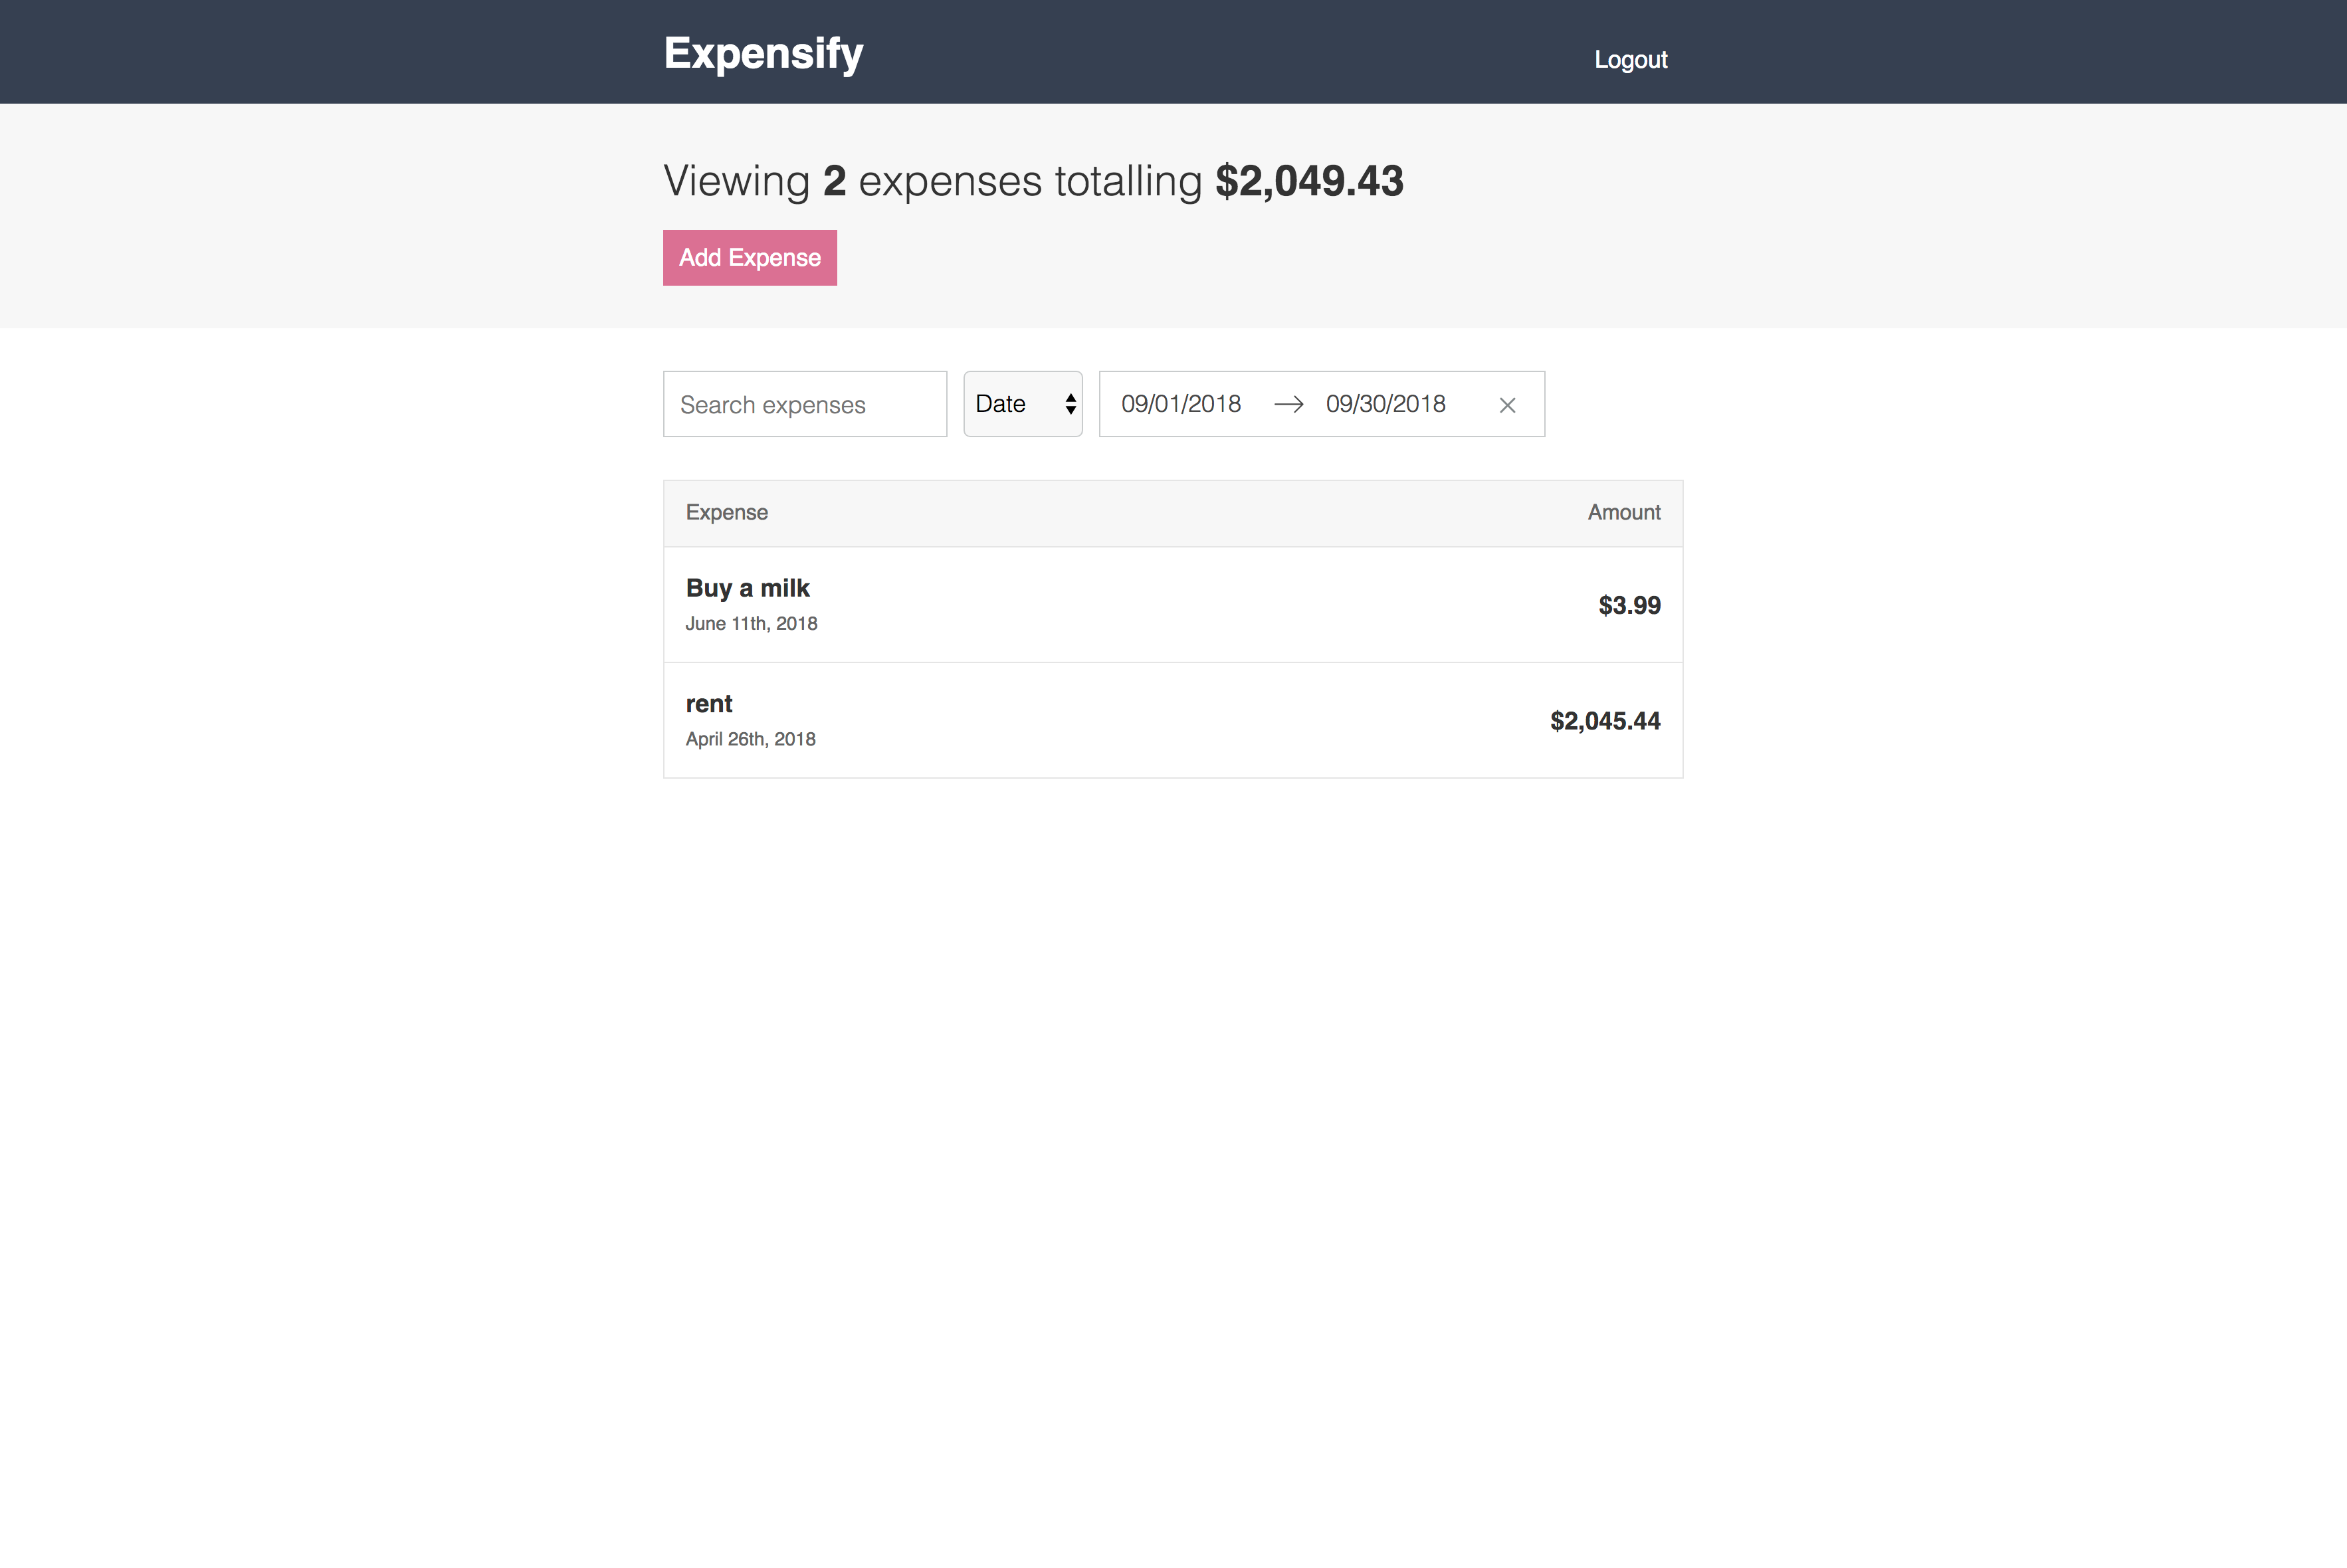 Expensify
Logout
Viewing 2 expenses totalling $2,049.43
Add Expense
Search expenses
Date
09/01/2018
09/30/2018
Expense
Amount
Buy a milk
June 11th, 2018
$3.99
rent
April 26th, 2018
$2,045.44